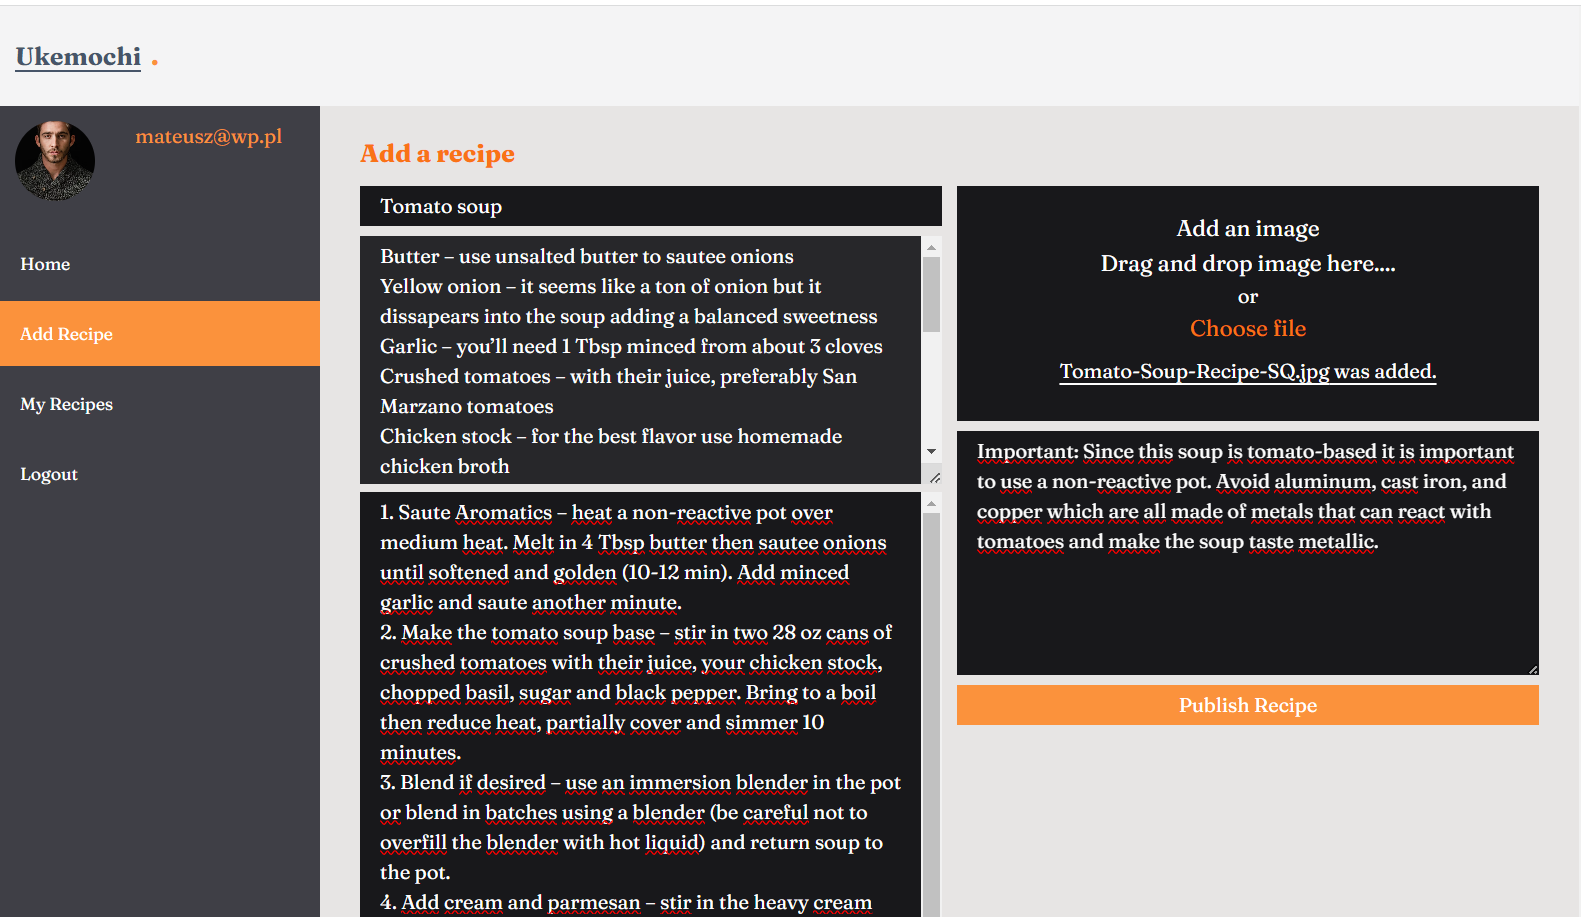 Ukemochi .
mateusz@wp.pl
Home
Add Recipe
My Recipes
Logout
Add a recipe
Tomato soup
Butter – use unsalted butter to sautee onions
Yellow onion – it seems like a ton of onion but it
dissapears into the soup adding a balanced sweetness
Garlic – you’ll need 1 Tbsp minced from about 3 cloves
Crushed tomatoes – with their juice, preferably San
Marzano tomatoes
Chicken stock – for the best flavor use homemade
chicken broth
1. Saute Aromatics – heat a non-reactive pot over
medium heat. Melt in 4 Tbsp butter then sautee onions
until softened and golden (10-12 min). Add minced
garlic and saute another minute.
2. Make the tomato soup base – stir in two 28 oz cans of
crushed tomatoes with their juice, your chicken stock,
chopped basil, sugar and black pepper. Bring to a boil
then reduce heat, partially cover and simmer 10
minutes.
3. Blend if desired – use an immersion blender in the pot
or blend in batches using a blender (be careful not to
overfill the blender with hot liquid) and return soup to
the pot.
4. Add cream and parmesan – stir in the heavy cream
Add an image
Drag and drop image here....
or
Choose file
Tomato-Soup-Recipe-SQ.jpg was added.
Important: Since this soup is tomato-based it is important
to use a non-reactive pot. Avoid aluminum, cast iron, and
copper which are all made of metals that can react with
tomatoes and make the soup taste metallic.
Publish Recipe